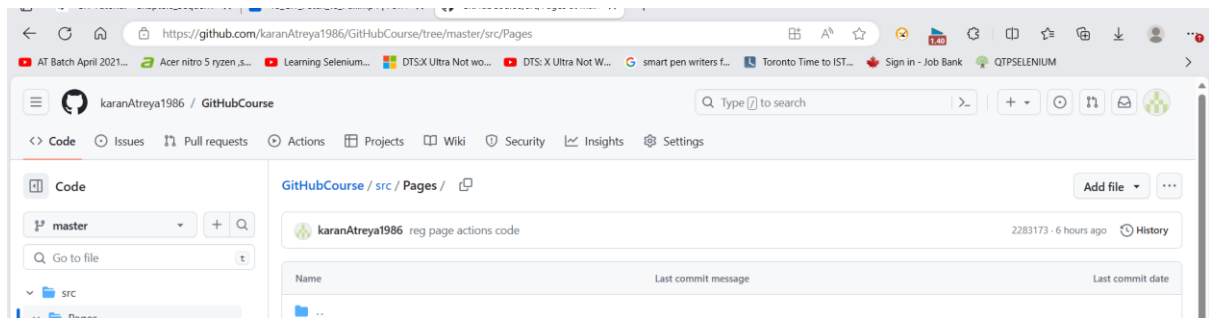 https://github.com/karanAtreya1986/GitHubCourse/tree/master/src/Pages
1.40
AT Batch April 2021... Acer nitro 5 ryzen ,s... Learning Selenium... DTS:X Ultra Not wo... DTS: X Ultra Not W... smart pen writers f... Toronto Time to IST... Sign in - Job Bank QTPSELENIUM
karanAtreya1986 / GitHubCourse Type / to search
Code Issues Pull requests Actions Projects Wiki Security Insights Settings
Code
GitHubCourse / src / Pages /
Add file
master
karanAtreya1986 reg page actions code 2283173 · 6 hours ago History
Go to file t
Name Last commit message Last commit date
src
Pages
..